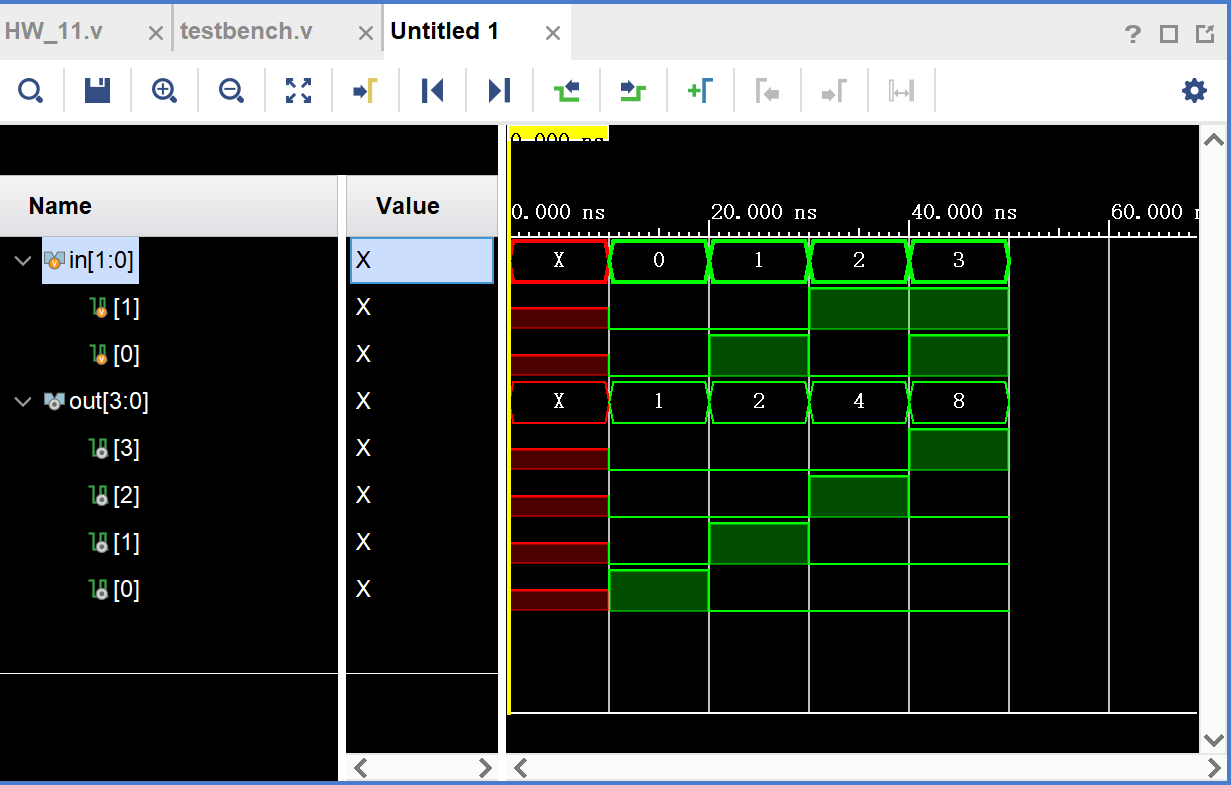 HW_11.v testbench.v Untitled 1
?
0.000 ns
Name Value
0.000 ns 20.000 ns 40.000 ns 60.000
in[1:0] X X 0 1 2 3
[1] X
[0] X
out[3:0] X X 1 2 4 8
[3] X
[2] X
[1] X
[0] X